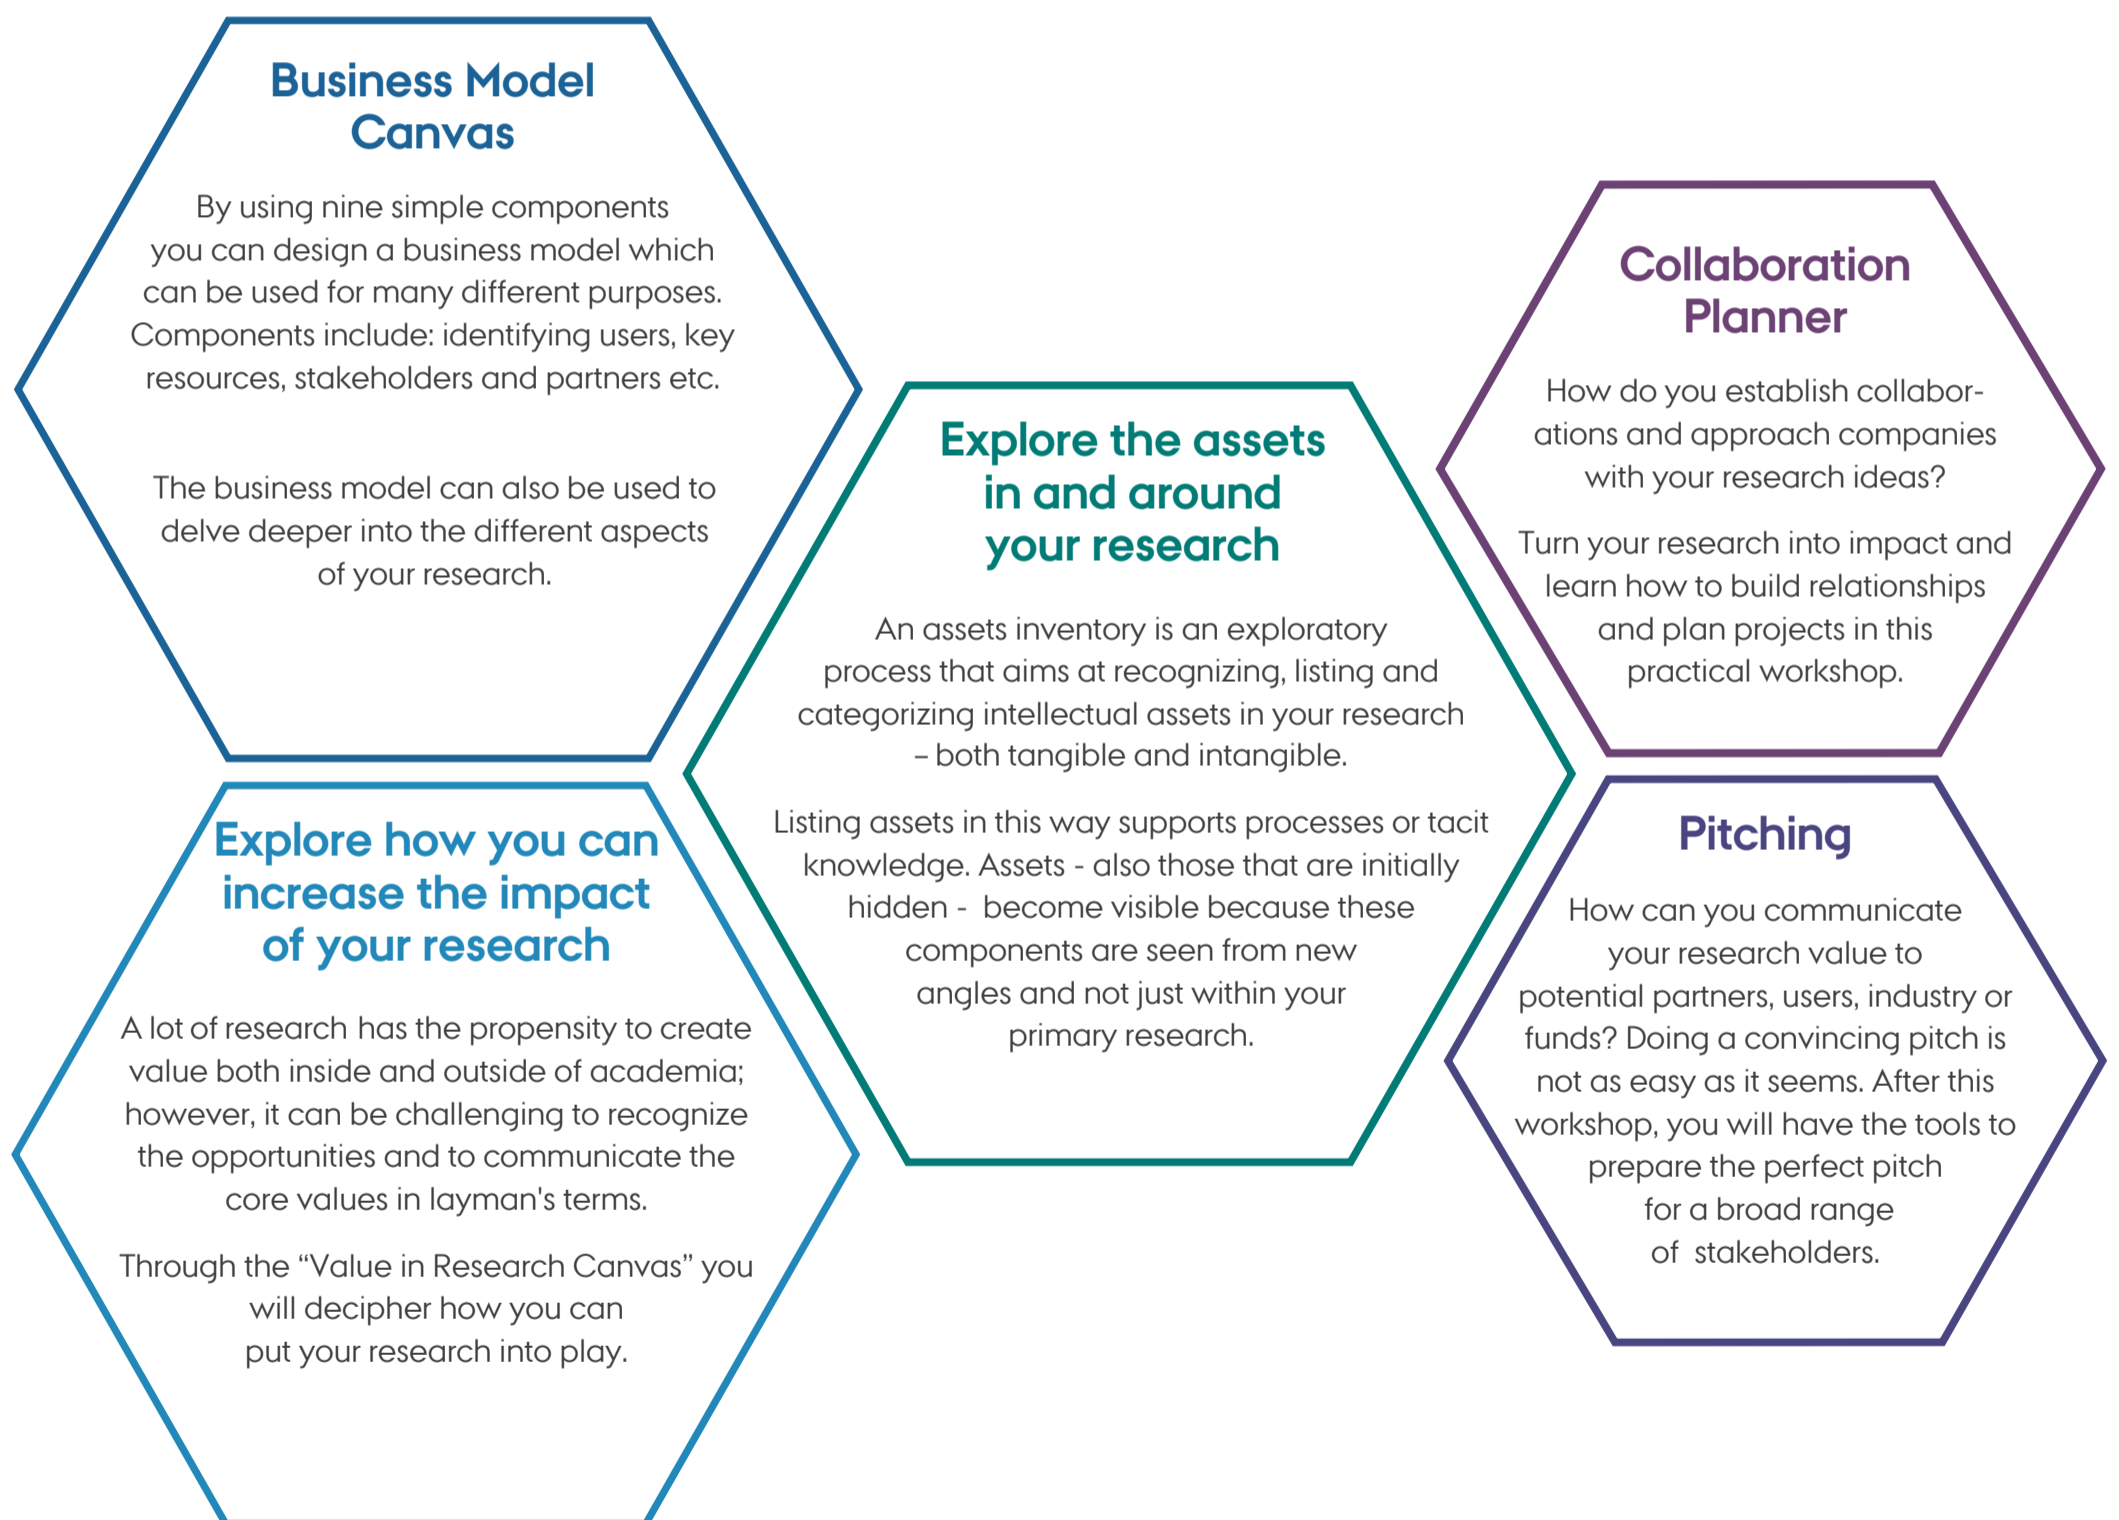 Business Model
Canvas
By using nine simple components
you can design a business model which
can be used for many different purposes.
Components include: identifying users, key
resources, stakeholders and partners etc.
The business model can also be used to
delve deeper into the different aspects
of your research.
Explore how you can
increase the impact
of your research
A lot of research has the propensity to create
value both inside and outside of academia;
however, it can be challenging to recognize
the opportunities and to communicate the
core values in layman's terms.
Through the “Value in Research Canvas” you
will decipher how you can
put your research into play.
Explore the assets
in and around
your research
An assets inventory is an exploratory
process that aims at recognizing, listing and
categorizing intellectual assets in your research
– both tangible and intangible.
Listing assets in this way supports processes or tacit
knowledge. Assets - also those that are initially
hidden - become visible because these
components are seen from new
angles and not just within your
primary research.
Collaboration
Planner
How do you establish collabor-
ations and approach companies
with your research ideas?
Turn your research into impact and
learn how to build relationships
and plan projects in this
practical workshop.
Pitching
How can you communicate
your research value to
potential partners, users, industry or
funds? Doing a convincing pitch is
not as easy as it seems. After this
workshop, you will have the tools to
prepare the perfect pitch
for a broad range
of stakeholders.